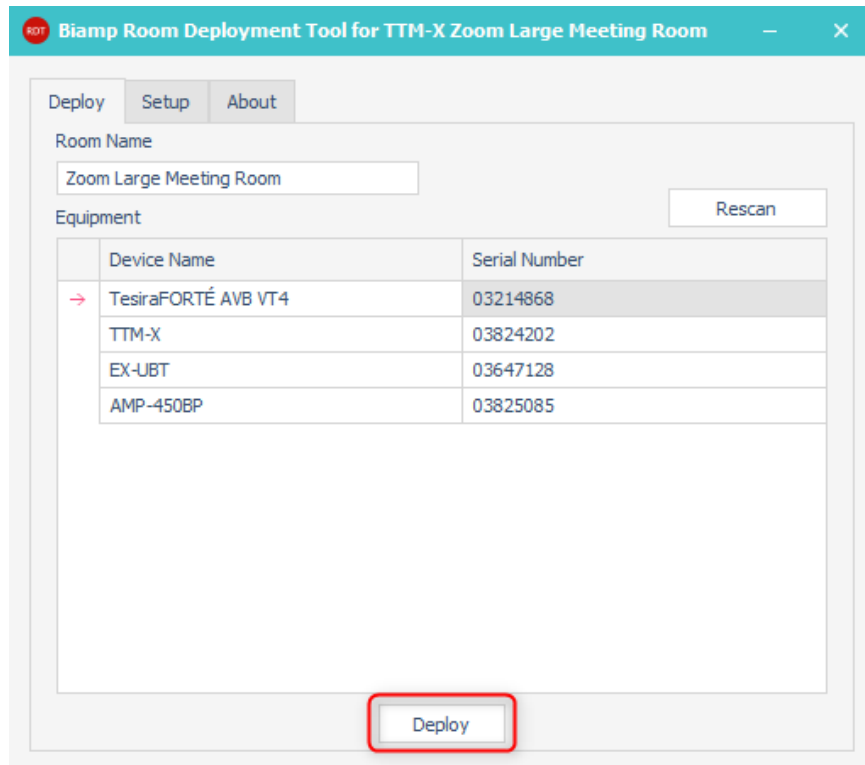 RDT Biamp Room Deployment Tool for TTM-X Zoom Large Meeting Room
Deploy Setup About
Room Name
Zoom Large Meeting Room
Rescan
Equipment
Device Name Serial Number
TesiraFORTÉ AVB VT4 03214868
TTM-X 03824202
EX-UBT 03647128
AMP-450BP 03825085
Deploy